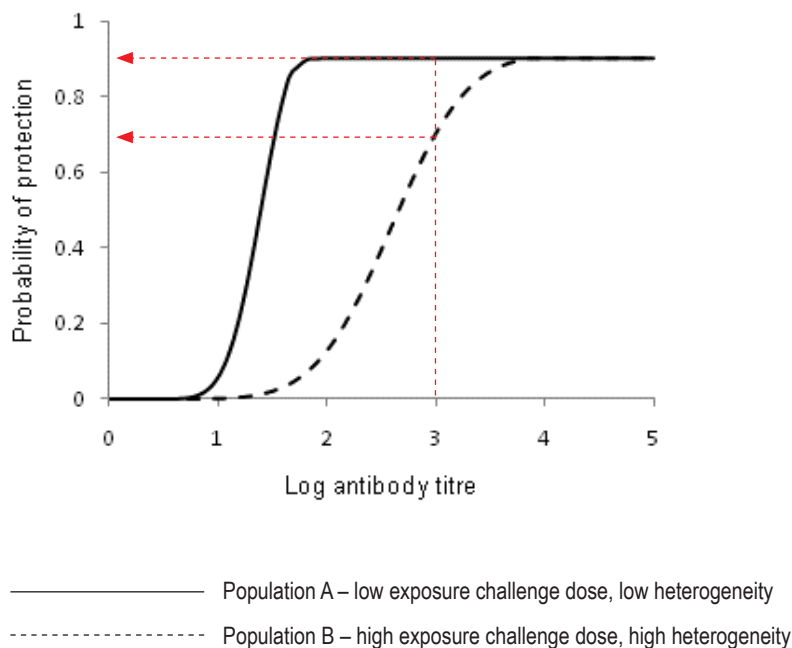 1
0.8
0.6
0.4
0.2
0
Probability of protection
0 1 2 3 4 5
Log antibody titre
Population A – low exposure challenge dose, low heterogeneity
Population B – high exposure challenge dose, high heterogeneity